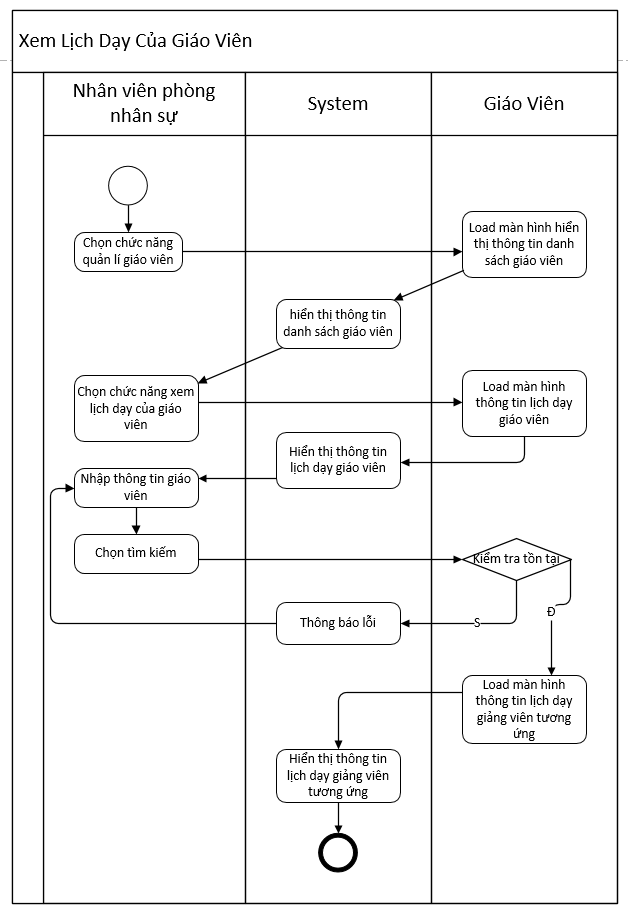 Xem Lịch Dạy Của Giáo Viên
Nhân viên phòng
nhân sự
System
Giáo Viên
Chọn chức năng
quản lí giáo viên
Load màn hình hiển
thị thông tin danh
sách giáo viên
hiển thị thông tin
danh sách giáo viên
Chọn chức năng xem
lịch dạy của giáo
viên
Load màn hình
thông tin lịch dạy
giáo viên
Hiển thị thông tin
lịch dạy giáo viên
Nhập thông tin giáo
viên
Chọn tìm kiếm
Kiểm tra tồn tại
Đ
S
Thông báo lỗi
Load màn hình
thông tin lịch dạy
giảng viên tương
ứng
Hiển thị thông tin
lịch dạy giảng viên
tương ứng